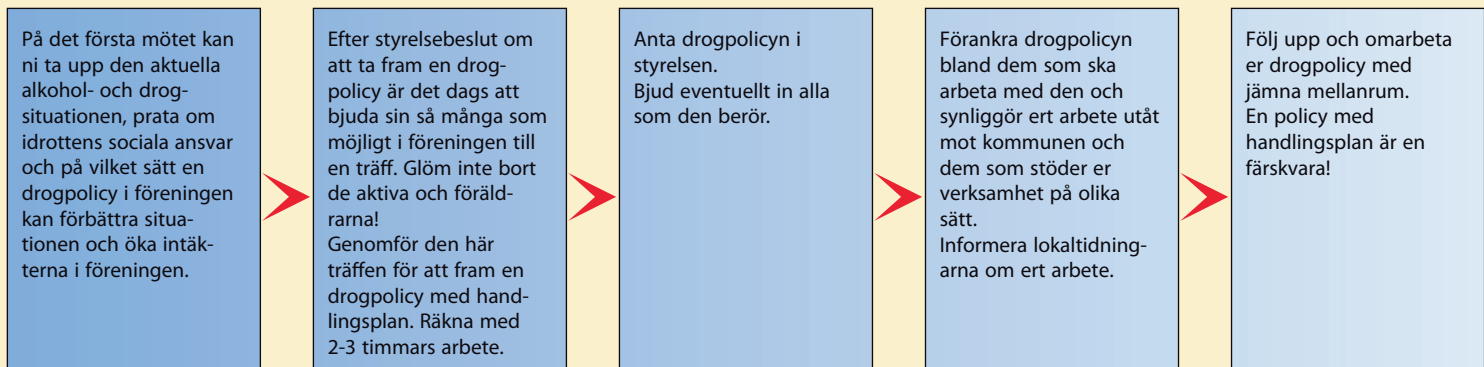 På det första mötet kan
ni ta upp den aktuella
alkohol- och drog-
situationen, prata om
idrottens sociala ansvar
och på vilket sätt en
drogpolicy i föreningen
kan förbättra situa-
tionen och öka intäk-
terna i föreningen.
Efter styrelsebeslut om
att ta fram en drog-
policy är det dags att
bjuda sin så många som
möjligt i föreningen till
en träff. Glöm inte bort
de aktiva och föräld-
rarna!
Genomför den här
träffen för att fram en
drogpolicy med hand-
lingsplan. Räkna med
2-3 timmars arbete.
Anta drogpolicyn i
styrelsen.
Bjud eventuellt in alla
som den berör.
Förankra drogpolicyn
bland dem som ska
arbeta med den och
synliggör ert arbete utåt
mot kommunen och
dem som stöder er
verksamhet på olika
sätt.
Informera lokaltidning-
arna om ert arbete.
Följ upp och omarbeta
er drogpolicy med
jämna mellanrum.
En policy med
handlingsplan är en
färskvara!